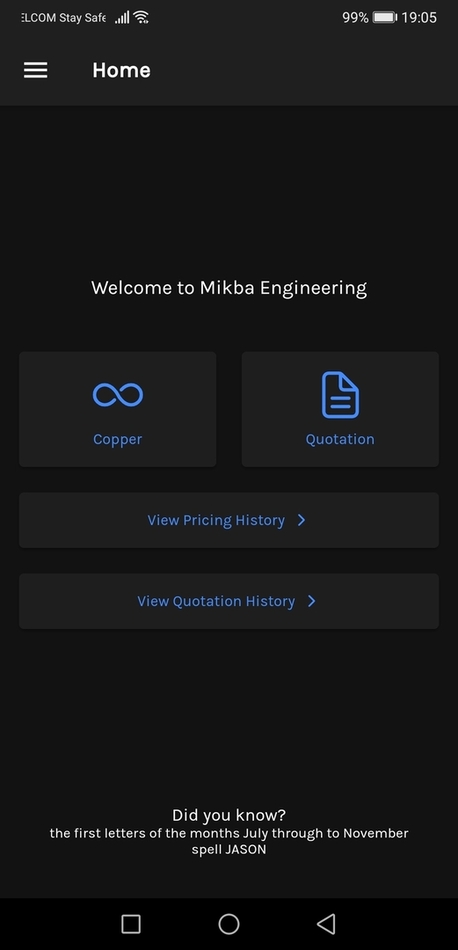 ELCOM Stay Safe 99% 19:05
Home
Welcome to Mikba Engineering
Copper
Quotation
View Pricing History
View Quotation History
Did you know?
the first letters of the months July through to November
spell JASON